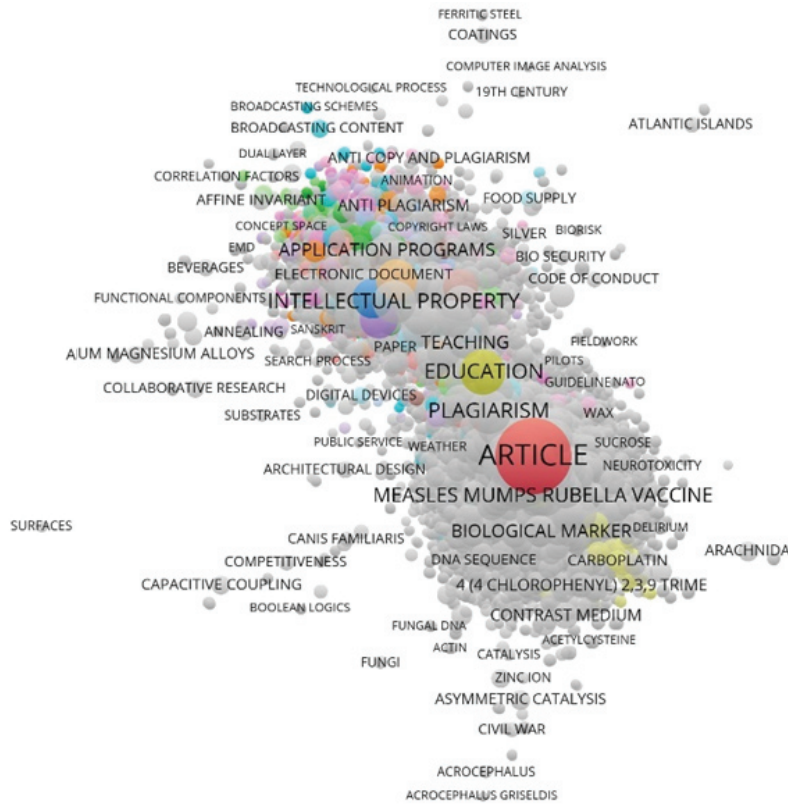 FERRITIC STEEL
COATINGS
COMPUTER IMAGE ANALYSIS
TECHNOLOGICAL PROCESS
19TH CENTURY
BROADCASTING SCHEMES
BROADCASTING CONTENT
ATLANTIC ISLANDS
DUAL LAYER
ANTI COPY AND PLAGIARISM
CORRELATION FACTORS
ANIMATION
AFFINE INVARIANT
ANTI PLAGIARISM
FOOD SUPPLY
CONCEPT SPACE
COPYRIGHT LAWS
SILVER
BIORISK
EMD
APPLICATION PROGRAMS
BIO SECURITY
BEVERAGES
ELECTRONIC DOCUMENT
CODE OF CONDUCT
FUNCTIONAL COMPONENTS
INTELLECTUAL PROPERTY
ANNEALING
SANSKRIT
PAPER
TEACHING
FIELDWORK
A|UM MAGNESIUM ALLOYS
SEARCH PROCESS
EDUCATION
PILOTS
GUIDELINE
NATO
COLLABORATIVE RESEARCH
DIGITAL DEVICES
SUBSTRATES
PLAGIARISM
WAX
PUBLIC SERVICE
WEATHER
ARTICLE
SUCROSE
ARCHITECTURAL DESIGN
NEUROTOXICITY
MEASLES MUMPS RUBELLA VACCINE
SURFACES
CANIS FAMILIARIS
BIOLOGICAL MARKER
DELIRIUM
COMPETITIVENESS
DNA SEQUENCE
CARBOPLATIN
ARACHNIDA
CAPACITIVE COUPLING
4 (4 CHLOROPHENYL) 2,3,9 TRIME
BOOLEAN LOGICS
CONTRAST MEDIUM
FUNGAL DNA
ACETYLCYSTEINE
ACTIN
CATALYSIS
FUNGI
ZINC ION
ASYMMETRIC CATALYSIS
CIVIL WAR
ACROCEPHALUS
ACROCEPHALUS GRISELDIS